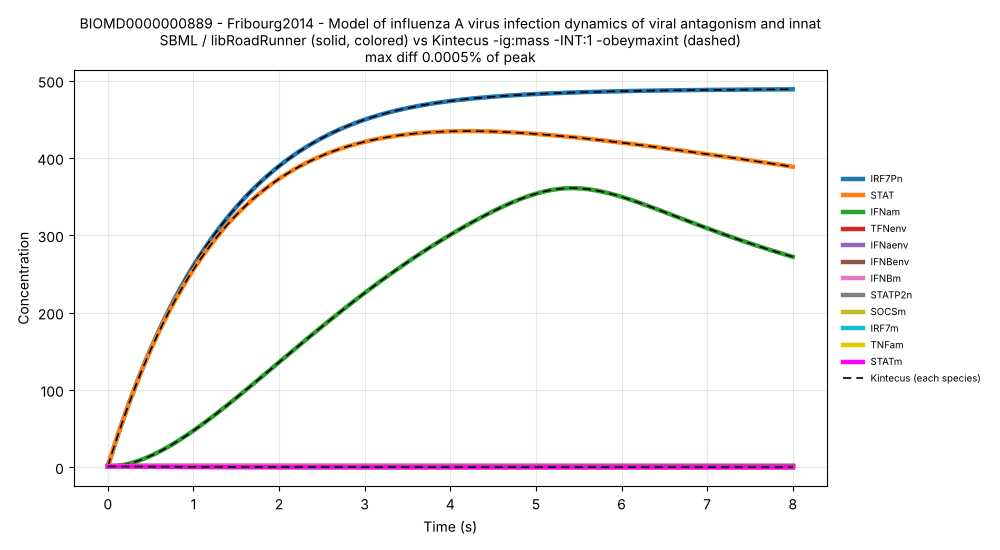 BIOMD0000000889 - Fribourg2014 - Model of influenza A virus infection dynamics of viral antagonism and innat
SBML / libRoadRunner (solid, colored) vs Kintecus -ig:mass -INT:1 -obeymaxint (dashed)
max diff 0.0005% of peak
500
400
300
200
100
0
Concentration
0 1 2 3 4 5 6 7 8
Time (s)
IRF7Pn
STAT
IFNam
TFNenv
IFNaenv
IFNBenv
IFNBm
STATP2n
SOCSm
IRF7m
TNFam
STATm
Kintecus (each species)